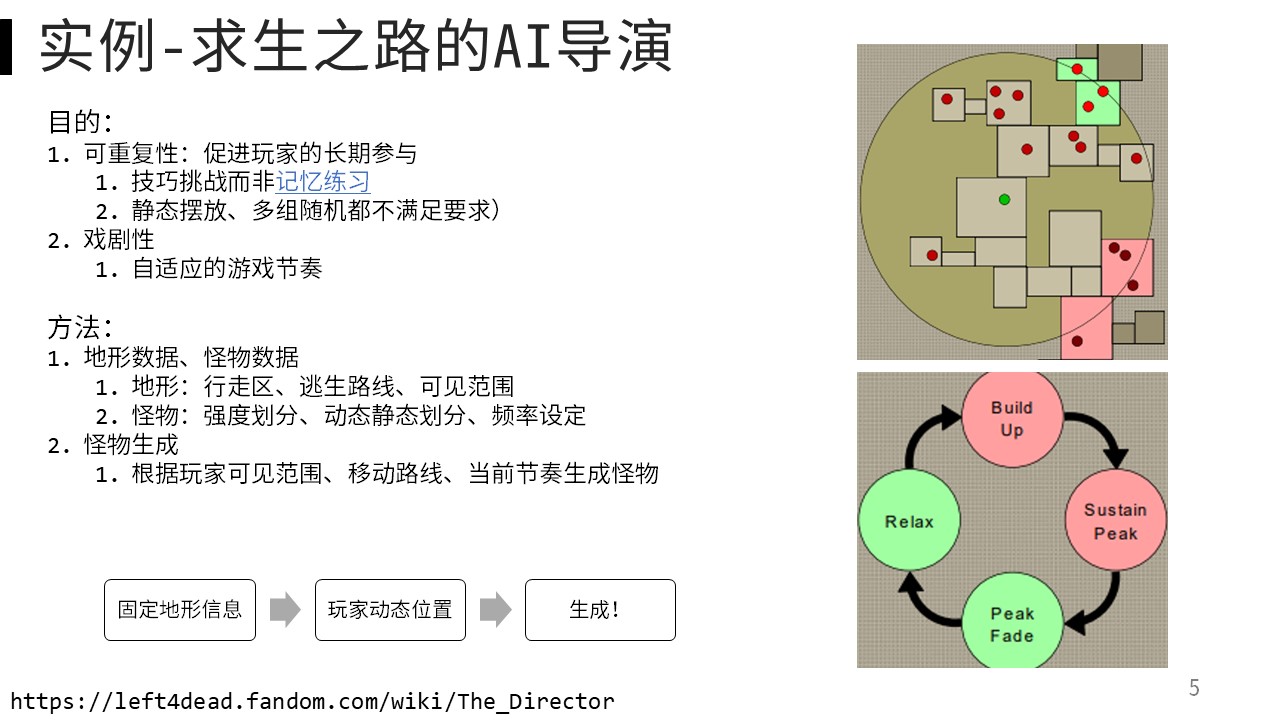 实例-求生之路的AI导演
目的：
1. 可重复性：促进玩家的长期参与
1. 技巧挑战而非记忆练习
2. 静态摆放、多组随机都不满足要求）
2. 戏剧性
1. 自适应的游戏节奏
方法：
1. 地形数据、怪物数据
1. 地形：行走区、逃生路线、可见范围
2. 怪物：强度划分、动态静态划分、频率设定
2. 怪物生成
1. 根据玩家可见范围、移动路线、当前节奏生成怪物
固定地形信息
玩家动态位置
生成！
Build
Up
Sustain
Peak
Peak
Fade
Relax
https://left4dead.fandom.com/wiki/The_Director
5